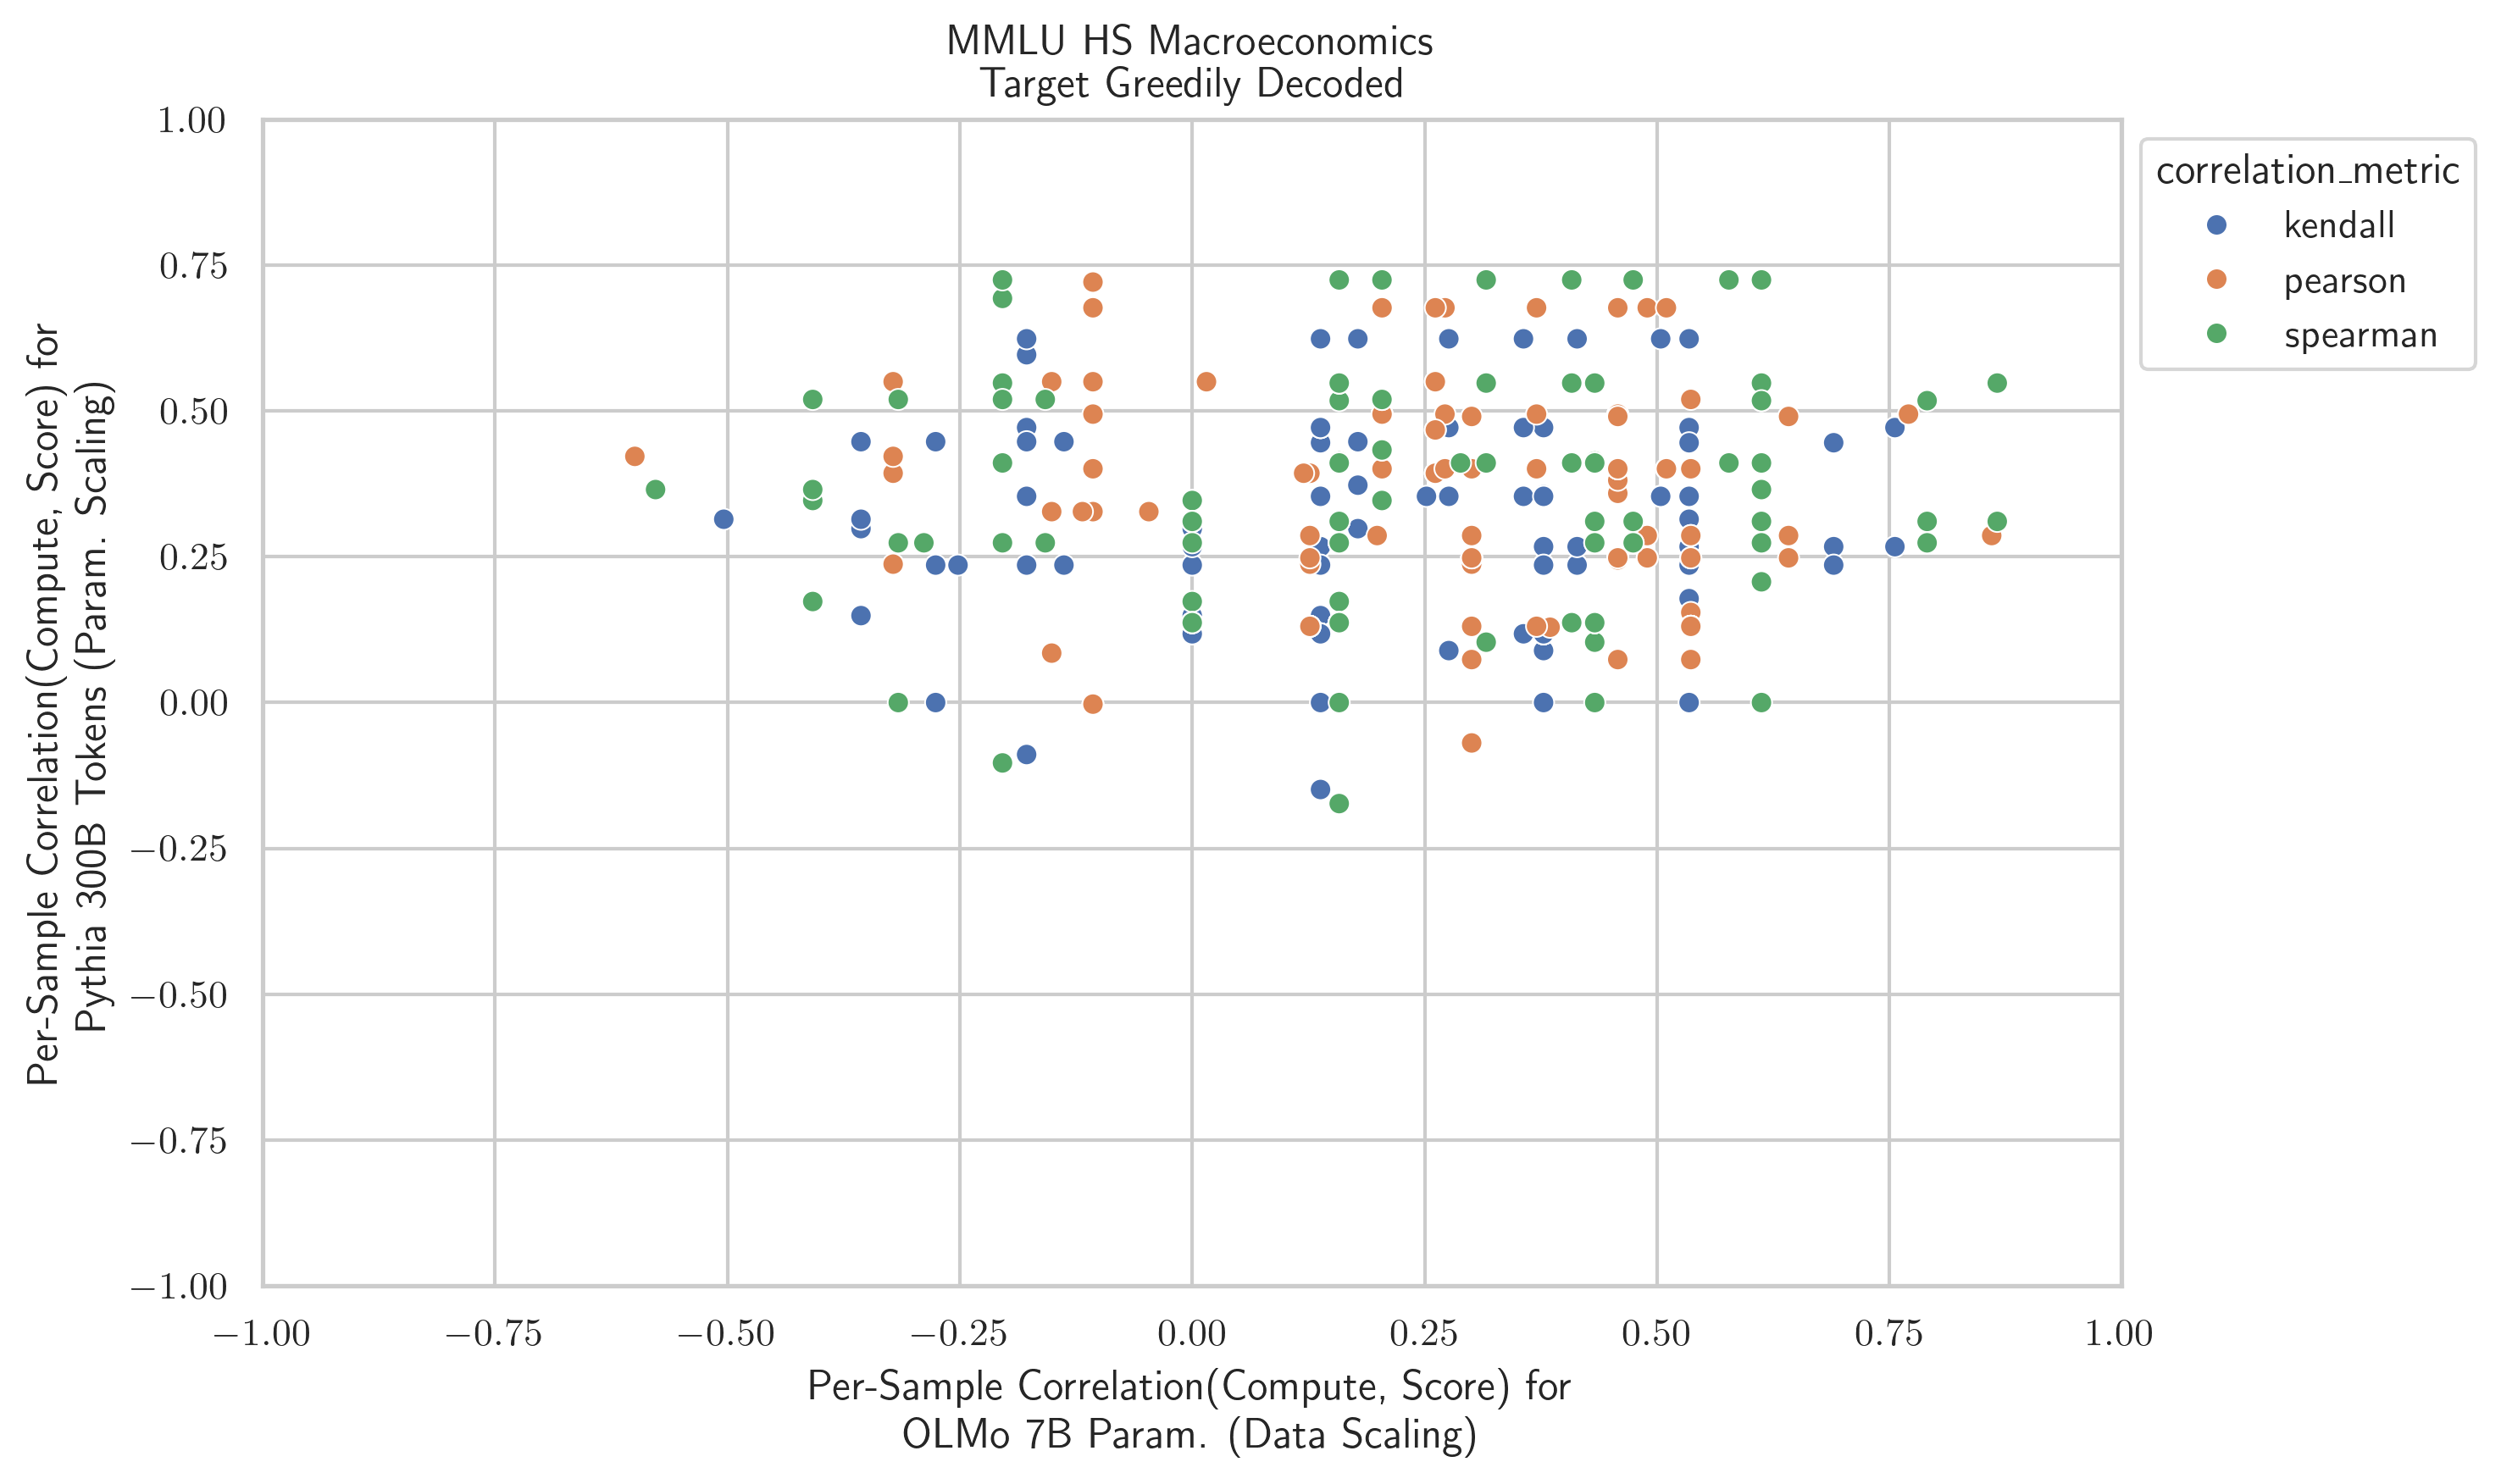 MMLU HS Macroeconomics
Target Greedily Decoded
Per-Sample Correlation(Compute, Score) for
Pythia 300B Tokens (Param. Scaling)
1.00
0.75
0.50
0.25
0.00
−0.25
−0.50
−0.75
−1.00
correlation_metric
kendall
pearson
spearman
−1.00
−0.75
−0.50
−0.25
0.00
0.25
0.50
0.75
1.00
Per-Sample Correlation(Compute, Score) for
OLMo 7B Param. (Data Scaling)